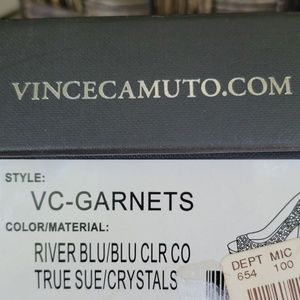 VINCECAMUTO.COM
STYLE:
VC-GARNETS
COLOR/MATERIAL:
RIVER BLU/BLU CLR CO
TRUE SUE/CRYSTALS
DEPT MIC
654 100